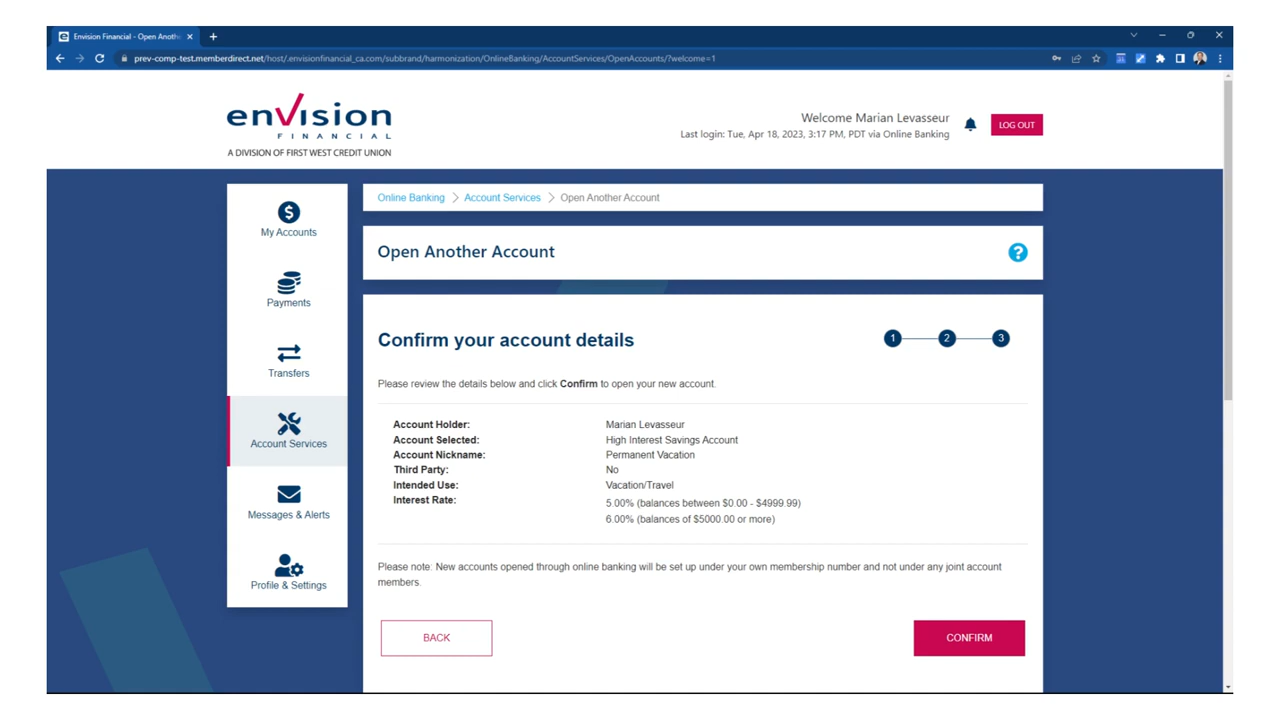 Envision Financial - Open Anoth
prev-comp-test.memberdirect.net/host/.envisionfinancial_ca.com/subbrand/harmonization/OnlineBanking/AccountServices/OpenAccounts/?welcome=1
envision
FINANCIAL
A DIVISION OF FIRST WEST CREDIT UNION
Welcome Marian Levasseur
Last login: Tue, Apr 18, 2023, 3:17 PM, PDT via Online Banking
LOG OUT
My Accounts
Payments
Transfers
Account Services
Messages & Alerts
Profile & Settings
Online Banking > Account Services > Open Another Account
Open Another Account
?
Confirm your account details
1 2 3
Please review the details below and click Confirm to open your new account.
Account Holder: Marian Levasseur
Account Selected: High Interest Savings Account
Account Nickname: Permanent Vacation
Third Party: No
Intended Use: Vacation/Travel
Interest Rate: 5.00% (balances between $0.00 - $4999.99)
6.00% (balances of $5000.00 or more)
Please note: New accounts opened through online banking will be set up under your own membership number and not under any joint account
members.
BACK
CONFIRM